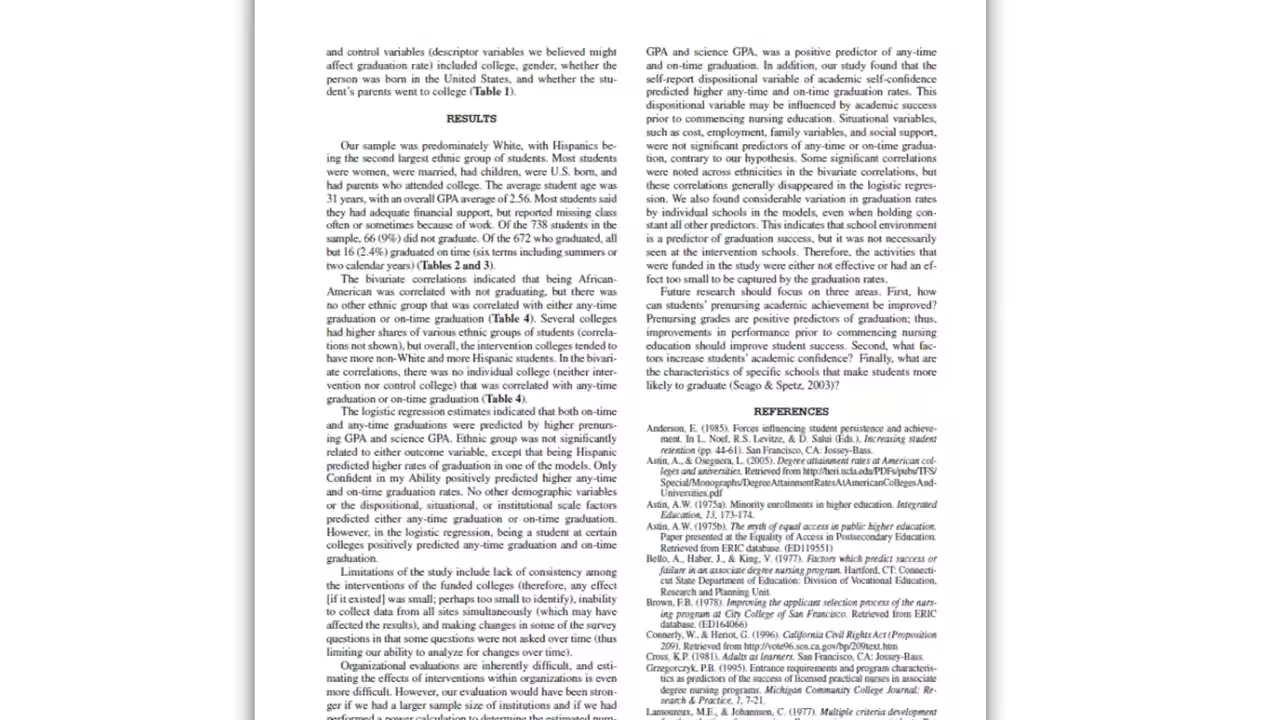 and control variables (descriptor variables we believed might
affect graduation rate) included college, gender, whether the
person was born in the United States, and whether the stu-
dent's parents went to college (Table 1).
RESULTS
Our sample was predominately White, with Hispanics be-
ing the second largest ethnic group of students. Most students
were women, were married, had children, were U.S. born, and
had parents who attended college. The average student age was
31 years, with an overall GPA average of 2.56. Most students said
they had adequate financial support, but reported missing class
often or sometimes because of work. Of the 738 students in the
sample, 66 (9%) did not graduate. Of the 672 who graduated, all
but 16 (2.4%) graduated on time (six terms including summers or
two calendar years) (Tables 2 and 3).
The bivariate correlations indicated that being African-
American was correlated with not graduating, but there was
no other ethnic group that was correlated with either any-time
graduation or on-time graduation (Table 4). Several colleges
had higher shares of various ethnic groups of students (correla-
tions not shown), but overall, the intervention colleges tended to
have more non-White and more Hispanic students. In the bivari-
ate correlations, there was no individual college (neither inter-
vention nor control college) that was correlated with any-time
graduation or on-time graduation (Table 4).
The logistic regression estimates indicated that both on-time
and any-time graduations were predicted by higher prenurs-
ing GPA and science GPA. Ethnic group was not significantly
related to either outcome variable, except that being Hispanic
predicted higher rates of graduation in one of the models. Only
Confident in my Ability positively predicted higher any-time
and on-time graduation rates. No other demographic variables
or the dispositional, situational, or institutional scale factors
predicted either any-time graduation or on-time graduation.
However, in the logistic regression, being a student at certain
colleges positively predicted any-time graduation and on-time
graduation.
Limitations of the study include lack of consistency among
the interventions of the funded colleges (therefore, any effect
[if it existed] was small; perhaps too small to identify), inability
to collect data from all sites simultaneously (which may have
affected the results), and making changes in some of the survey
questions in that some questions were not asked over time (thus
limiting our ability to analyze for changes over time).
Organizational evaluations are inherently difficult, and esti-
mating the effects of interventions within organizations is even
more difficult. However, our evaluation would have been stron-
ger if we had a larger sample size of institutions and if we had
performed a power calculation to determine the estimated num-
GPA and science GPA, was a positive predictor of any-time
and on-time graduation. In addition, our study found that the
self-report dispositional variable of academic self-confidence
predicted higher any-time and on-time graduation rates. This
dispositional variable may be influenced by academic success
prior to commencing nursing education. Situational variables,
such as cost, employment, family variables, and social support,
were not significant predictors of any-time or on-time gradua-
tion, contrary to our hypothesis. Some significant correlations
were noted across ethnicities in the bivariate correlations, but
these correlations generally disappeared in the logistic regres-
sion. We also found considerable variation in graduation rates
by individual schools in the models, even when holding con-
stant all other predictors. This indicates that school environment
is a predictor of graduation success, but it was not necessarily
seen at the intervention schools. Therefore, the activities that
were funded in the study were either not effective or had an ef-
fect too small to be captured by the graduation rates.
Future research should focus on three areas. First, how
can students' prenursing academic achievement be improved?
Prenursing grades are positive predictors of graduation; thus,
improvements in performance prior to commencing nursing
education should improve student success. Second, what fac-
tors increase students' academic confidence? Finally, what are
the characteristics of specific schools that make students more
likely to graduate (Seago & Spetz, 2003)?
REFERENCES
Anderson, E. (1985). Forces influencing student persistence and achieve-
ment. In L. Noel, R.S. Levitze, & D. Salui (Eds.), Increasing student
retention (pp. 44-61). San Francisco, CA: Jossey-Bass.
Astin, A., & Oseguera, L. (2005). Degree attainment rates at American col-
leges and universities. Retrieved from http://heri.ucla.edu/PDFs/pubs/TFS/
Special/Monographs/DegreeAttainmentRatesAtAmericanCollegesAnd-
Universities.pdf
Astin, A.W. (1975a). Minority enrollments in higher education. Integrated
Education, 13, 173-174.
Astin, A.W. (1975b). The myth of equal access in public higher education.
Paper presented at the Equality of Access in Postsecondary Education.
Retrieved from ERIC database. (ED119551)
Bello, A., Haber, J., & King, V. (1977). Factors which predict success or
failure in an associate degree nursing program. Hartford, CT: Connecti-
cut State Department of Education: Division of Vocational Education,
Research and Planning Unit.
Brown, F.B. (1978). Improving the applicant selection process of the nurs-
ing program at City College of San Francisco. Retrieved from ERIC
database. (ED164066)
Connerly, W., & Heriot, G. (1996). California Civil Rights Act (Proposition
209). Retrieved from http://vote96.sos.ca.gov/bp/209text.htm
Cross, K.P. (1981). Adults as learners. San Francisco, CA: Jossey-Bass.
Grzegorczyk, P.B. (1995). Entrance requirements and program characteris-
tics as predictors of the success of licensed practical nurses in associate
degree nursing programs. Michigan Community College Journal: Re-
search & Practice, 1, 7-21.
Lamoureux, M.E., & Johannsen, C. (1977). Multiple criteria development